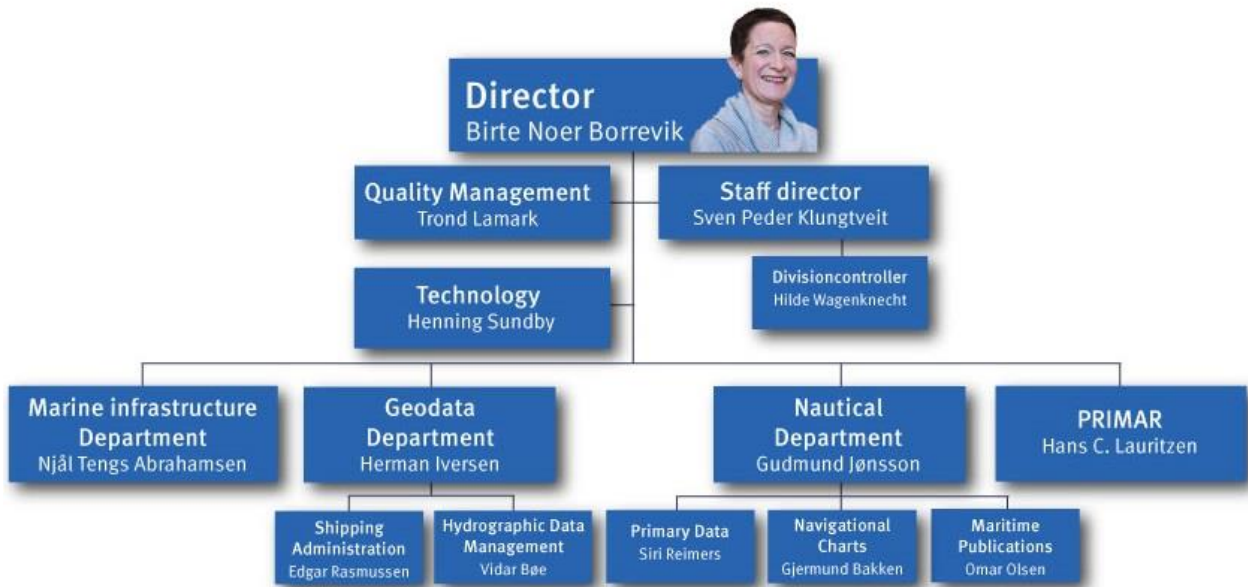 Director
Birte Noer Borrevik
Quality Management
Trond Lamark
Staff director
Sven Peder Klungtveit
Divisioncontroller
Hilde Wagenknecht
Technology
Henning Sundby
Marine infrastructure
Department
Njål Tengs Abrahamsen
Geodata
Department
Herman Iversen
Nautical
Department
Gudmund Jønsson
PRIMAR
Hans C. Lauritzen
Shipping
Administration
Edgar Rasmussen
Hydrographic Data
Management
Vidar Bøe
Primary Data
Siri Reimers
Navigational
Charts
Gjermund Bakken
Maritime
Publications
Omar Olsen